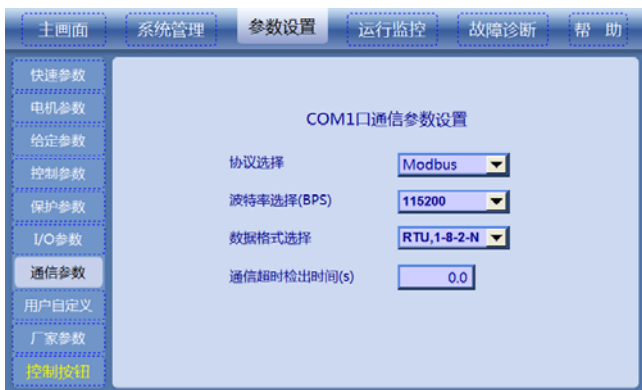 主画面 系统管理 参数设置 运行监控 故障诊断 帮 助
快速参数
电机参数
给定参数
控制参数
保护参数
I/O参数
通信参数
用户自定义
厂家参数
控制按钮
COM1口通信参数设置
协议选择 Modbus
波特率选择(BPS) 115200
数据格式选择 RTU,1-8-2-N
通信超时检出时间(s) 0.0